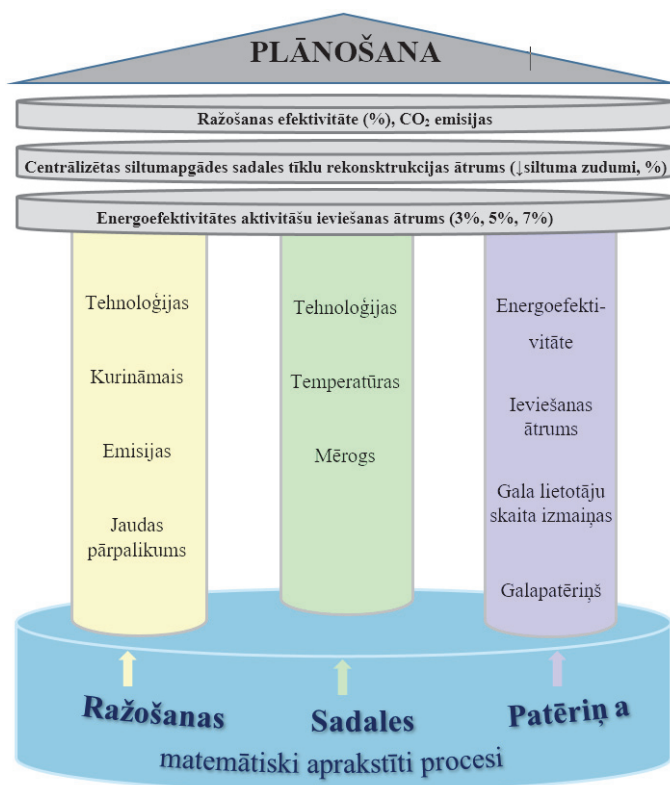 PLĀNOŠANA
Ražošanas efektivitāte (%), CO₂ emisijas
Centrālizētas siltumapgādes sadales tīklu rekonsktrukcijas ātrums (↓siltuma zudumi, %)
Energoefektivitātes aktivitāšu ieviešanas ātrums (3%, 5%, 7%)
Tehnoloģijas
Kurināmais
Emisijas
Jaudas
pārpalikums
Tehnoloģijas
Temperatūras
Mērogs
Energoefekti-
vitāte
Ieviešanas
ātrums
Gala lietotāju
skaita izmaiņas
Galapatēriņš
Ražošanas
Sadales
Patēriņ a
matemātiski aprakstīti procesi